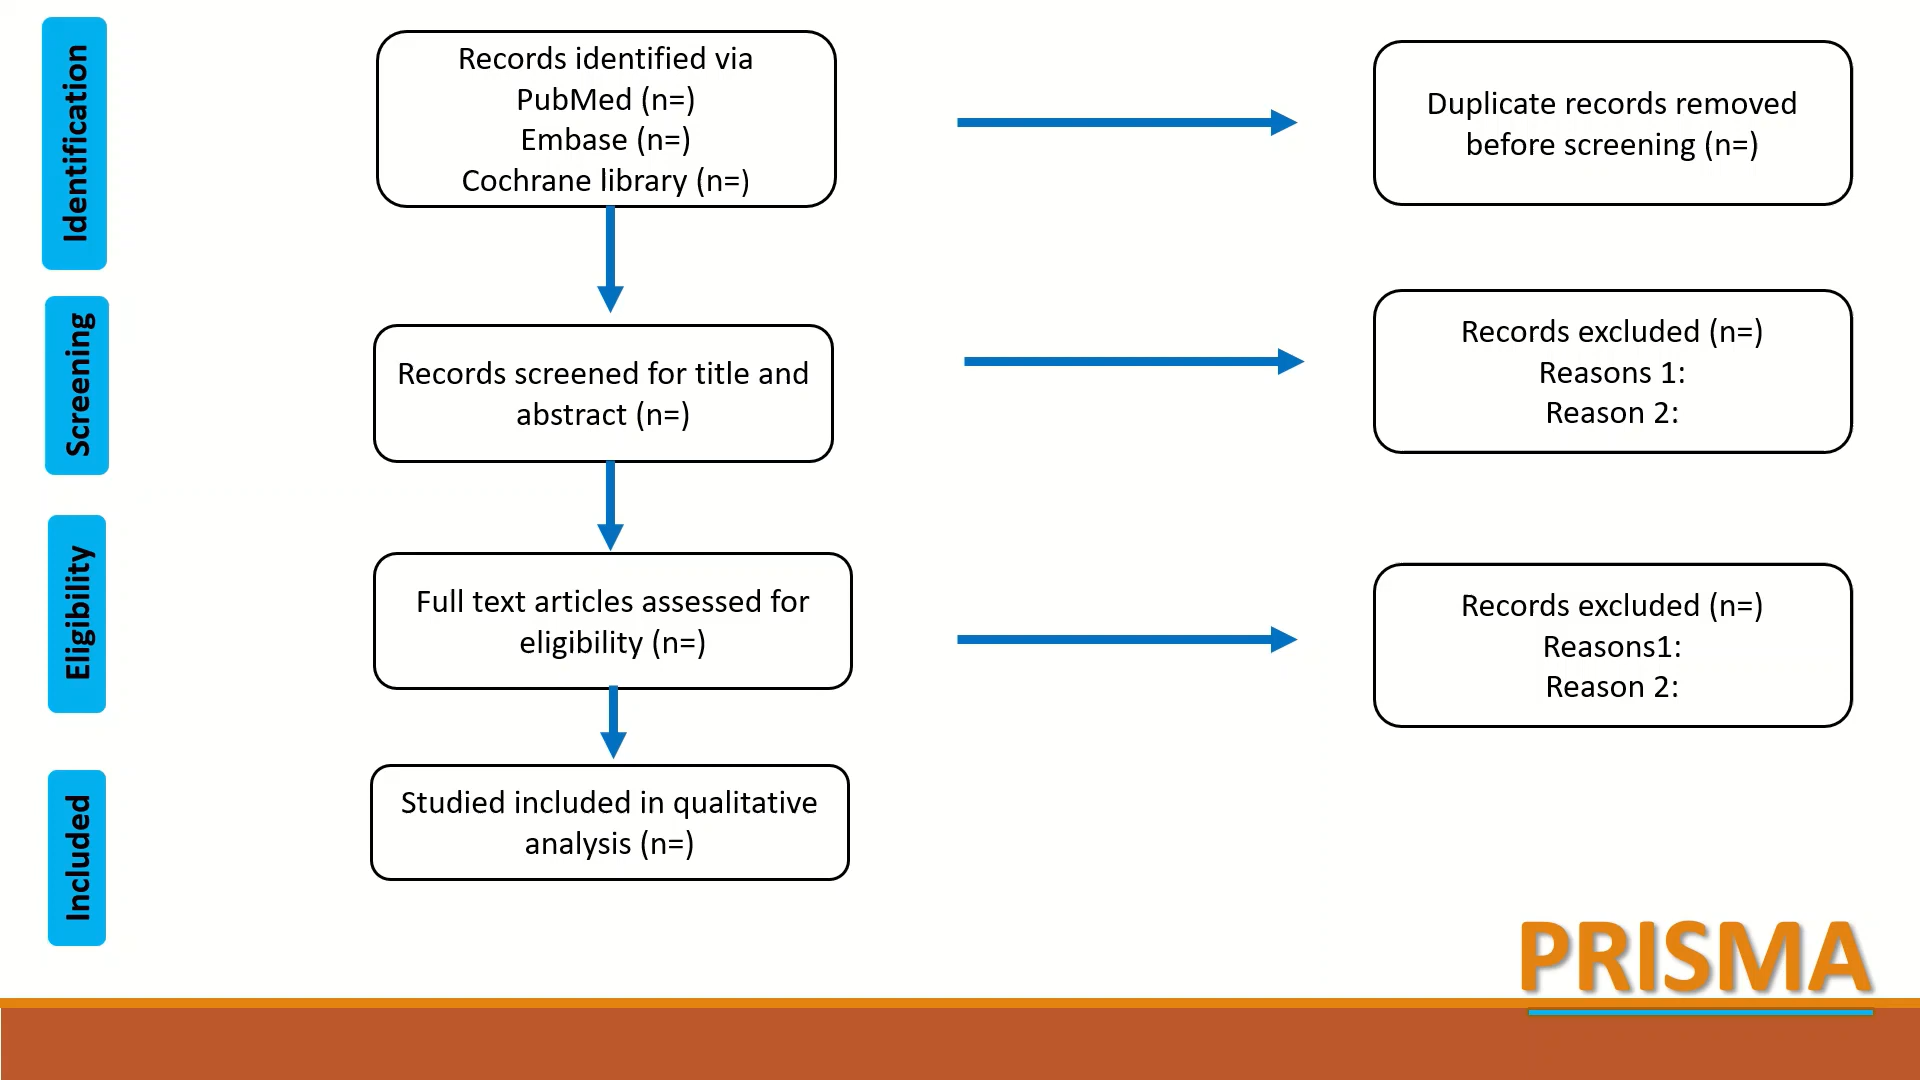 Identification
Records identified via
PubMed (n=)
Embase (n=)
Cochrane library (n=)
Duplicate records removed
before screening (n=)
Screening
Records screened for title and
abstract (n=)
Records excluded (n=)
Reasons 1:
Reason 2:
Eligibility
Full text articles assessed for
eligibility (n=)
Records excluded (n=)
Reasons1:
Reason 2:
Included
Studied included in qualitative
analysis (n=)
PRISMA